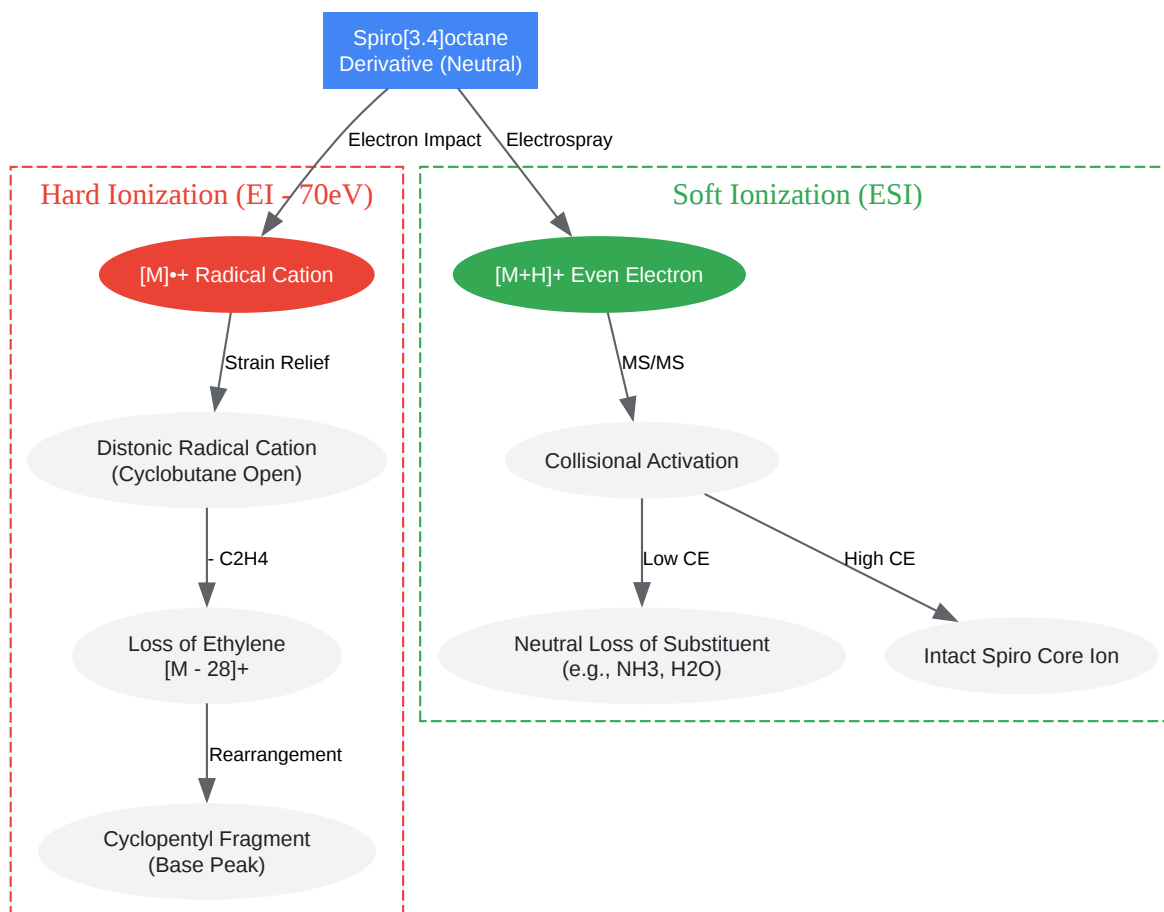 Spiro[3.4]octane
Derivative (Neutral)
Electron Impact
Electrospray
Hard Ionization (EI - 70eV)
Soft Ionization (ESI)
[M]•+ Radical Cation
[M+H]+ Even Electron
Strain Relief
MS/MS
Distonic Radical Cation
(Cyclobutane Open)
Collisional Activation
- C2H4
Low CE
High CE
Loss of Ethylene
[M - 28]+
Neutral Loss of Substituent
(e.g., NH3, H2O)
Intact Spiro Core Ion
Rearrangement
Cyclopentyl Fragment
(Base Peak)